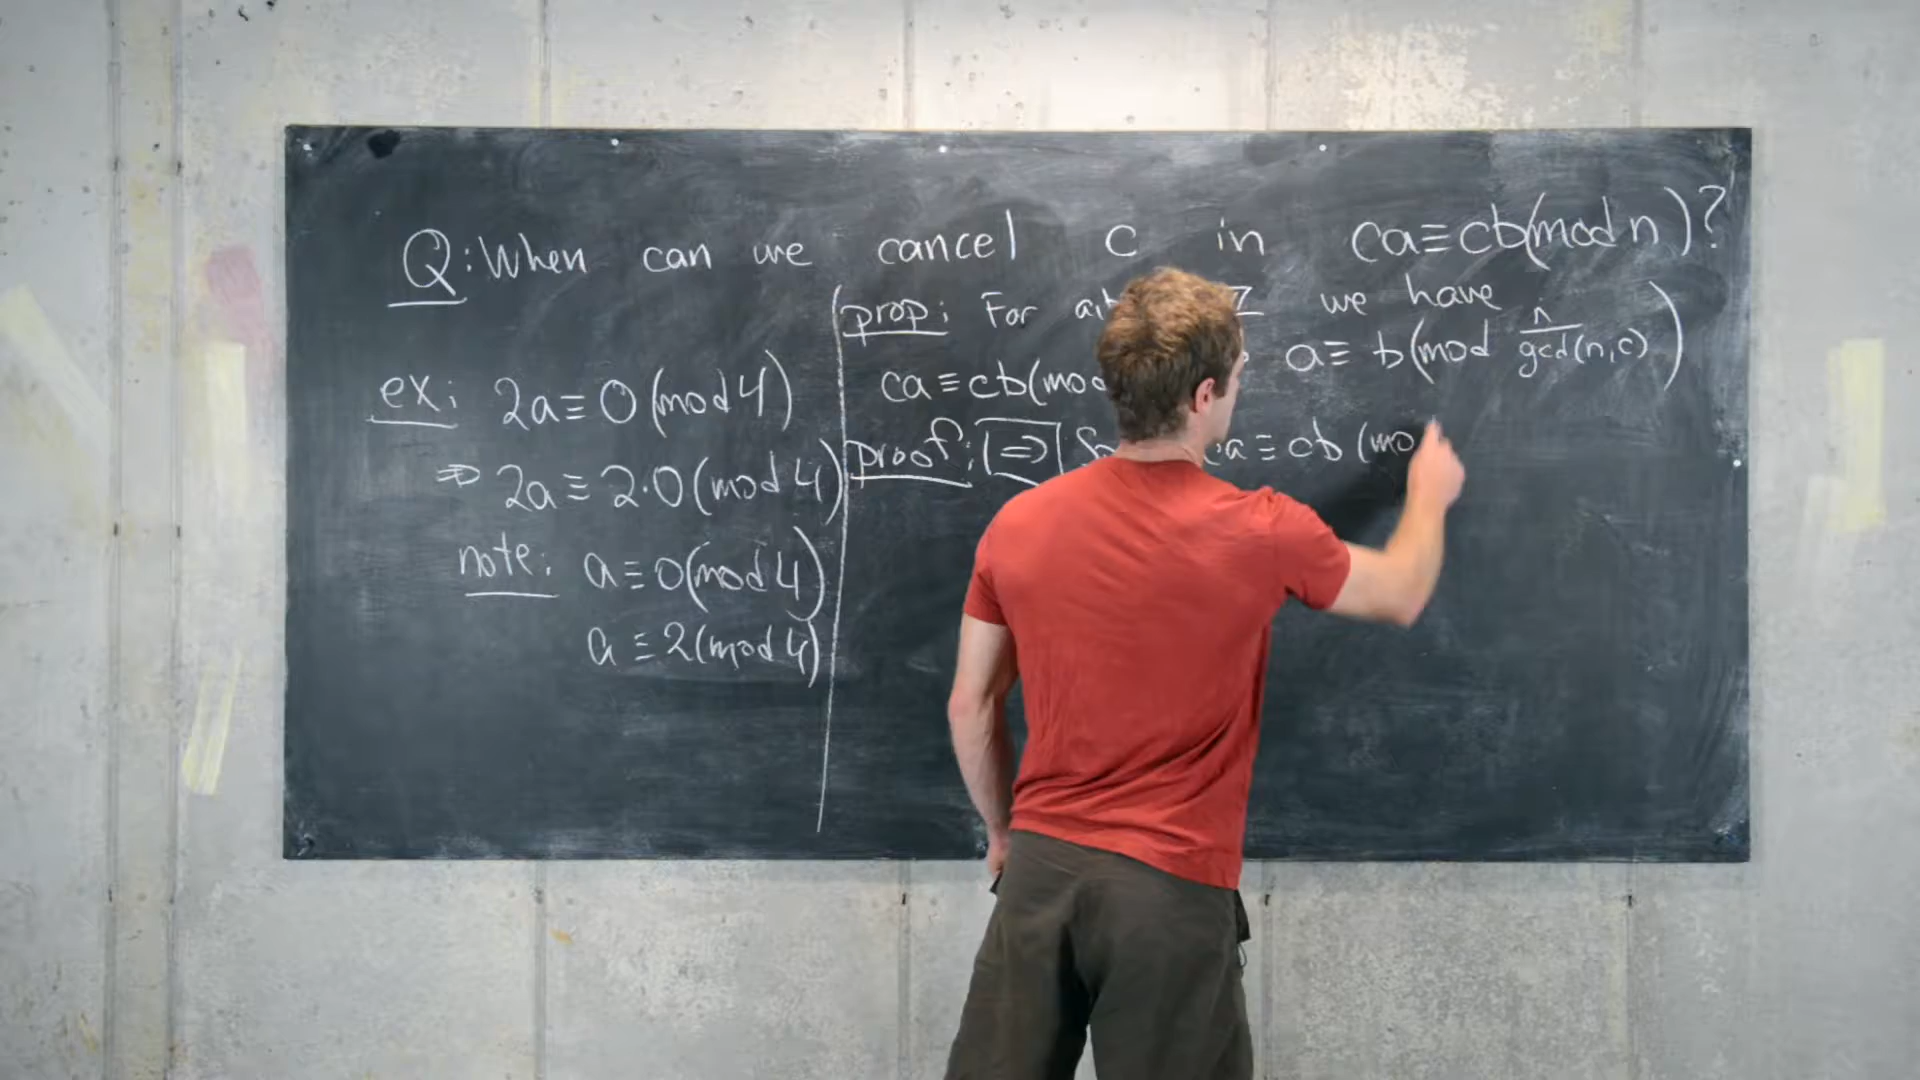 Q: When can we cancel c in ca≡cb(mod n)?
ex: 2a≡0(mod 4)
⇒ 2a≡2·0(mod 4)
note: a≡0(mod 4)
a≡2(mod 4)
prop: For a,b Z we have
ca≡cb(mod a≡b(mod n/gcd(n,c))
proof: ⇒ ca≡cb(mo